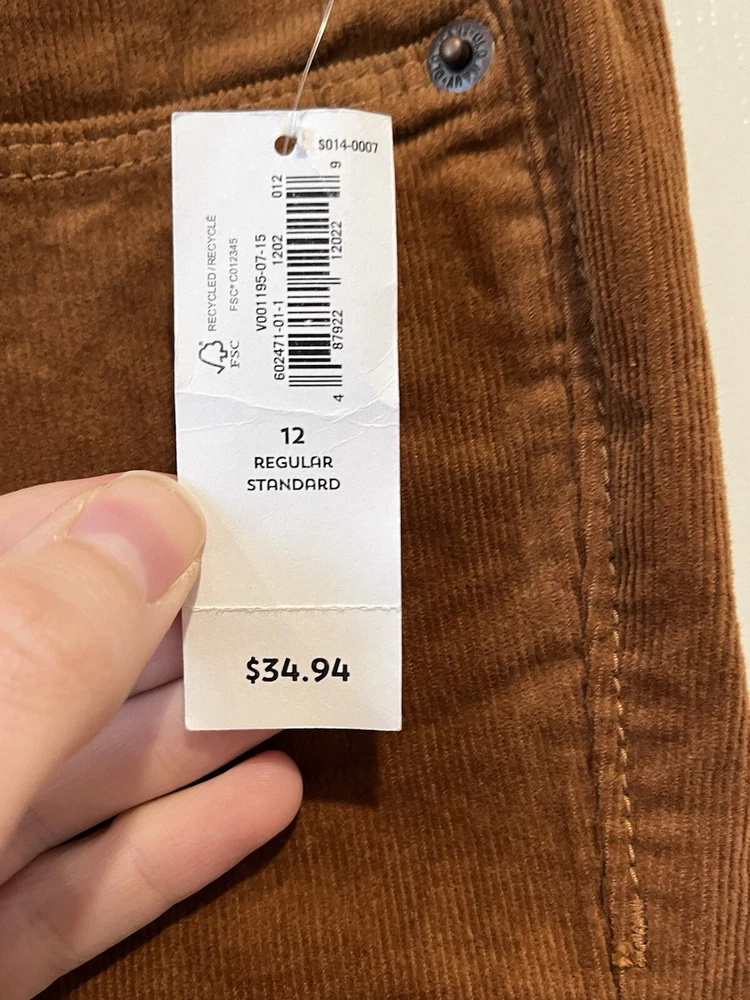 S014-0007
RECYCLED / RECYCLÉ
FSC® C012345
FSC
V001195-07-15
602471-01-1 1202 012
4 87922 12022 9
12
REGULAR
STANDARD
$34.94